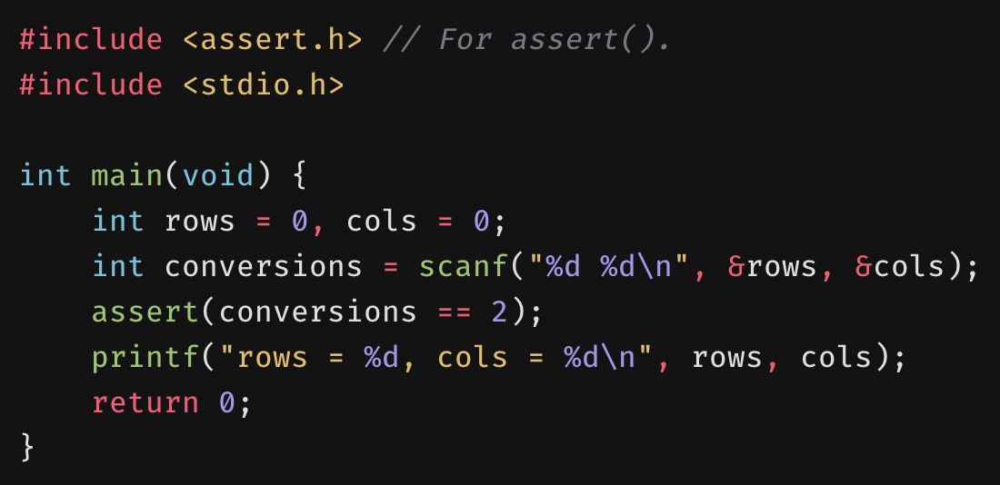 #include <assert.h> // For assert().
#include <stdio.h>

int main(void) {
    int rows = 0, cols = 0;
    int conversions = scanf("%d %d\n", &rows, &cols);
    assert(conversions == 2);
    printf("rows = %d, cols = %d\n", rows, cols);
    return 0;
}